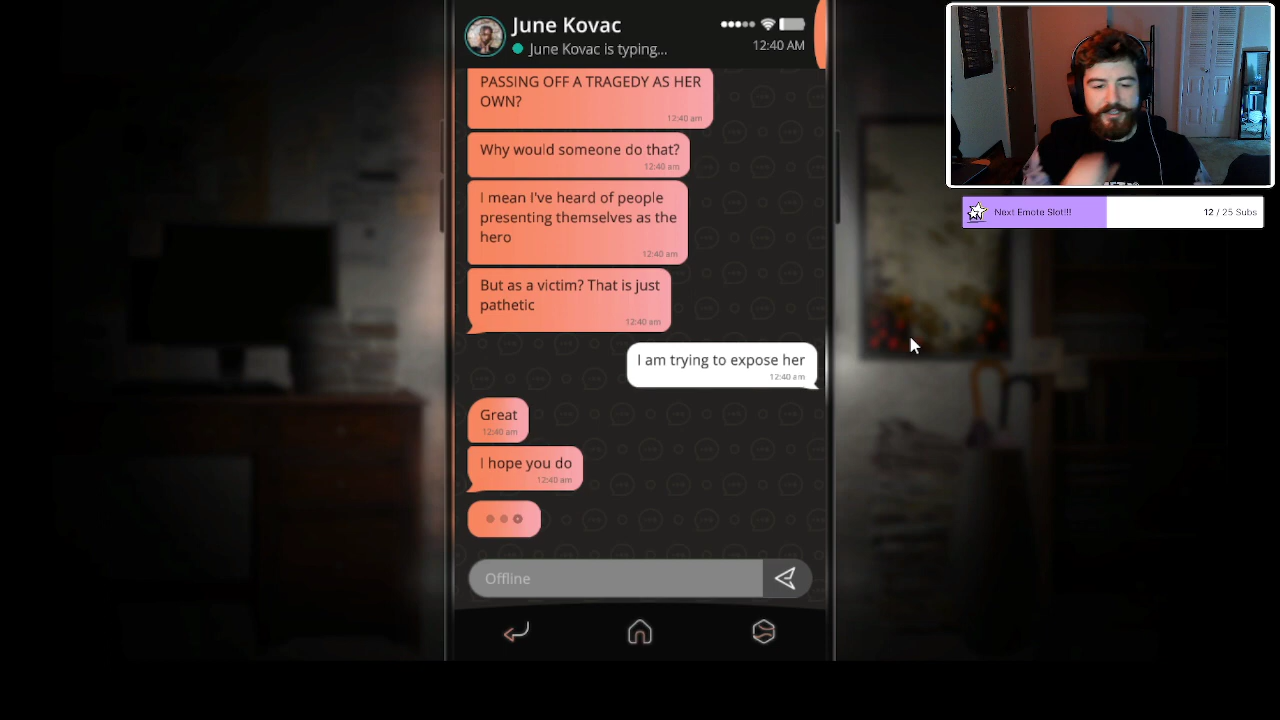 June Kovac
June Kovac is typing...
12:40 AM
PASSING OFF A TRAGEDY AS HER
OWN?
12:40 am
Why would someone do that?
12:40 am
I mean I've heard of people
presenting themselves as the
hero
12:40 am
But as a victim? That is just
pathetic
12:40 am
I am trying to expose her
12:40 am
Great
12:40 am
I hope you do
12:40 am
Offline
Next Emote Slot!!!
12 / 25 Subs